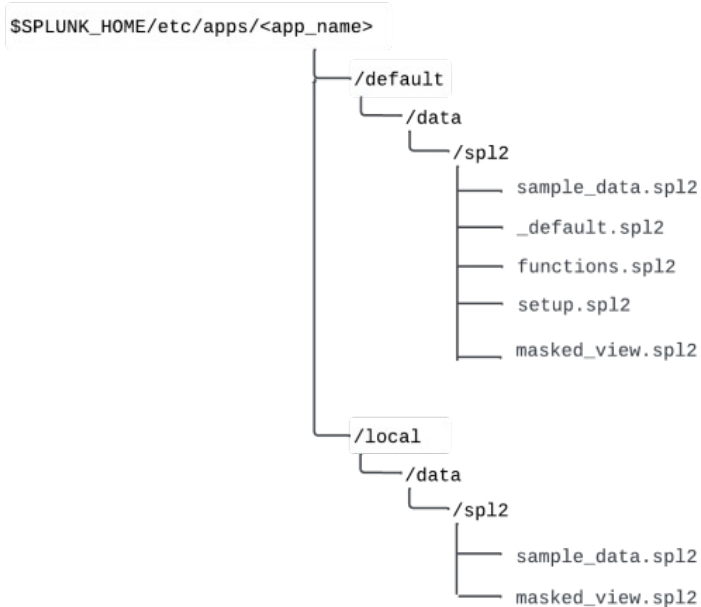 $SPLUNK_HOME/etc/apps/<app_name>
/default
/data
/spl2
sample_data.spl2
_default.spl2
functions.spl2
setup.spl2
masked_view.spl2
/local
/data
/spl2
sample_data.spl2
masked_view.spl2